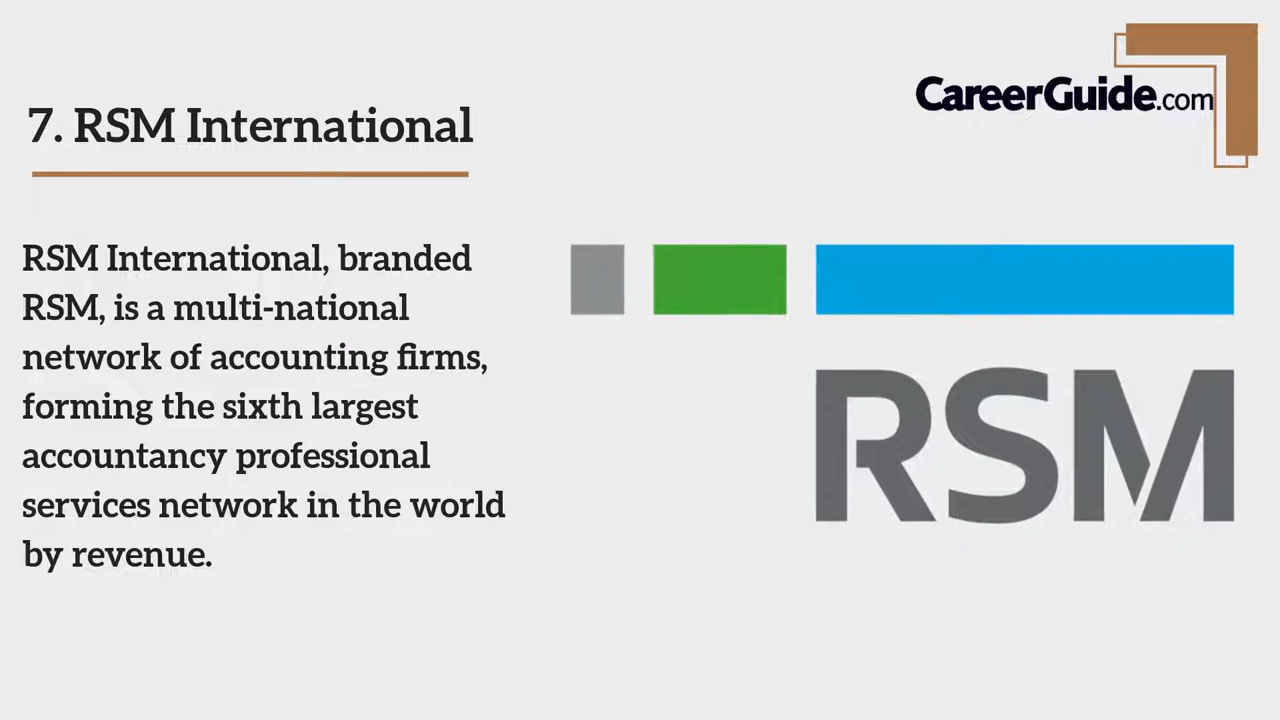 CareerGuide.com
7. RSM International
RSM International, branded
RSM, is a multi-national
network of accounting firms,
forming the sixth largest
accountancy professional
services network in the world
by revenue.
RSM